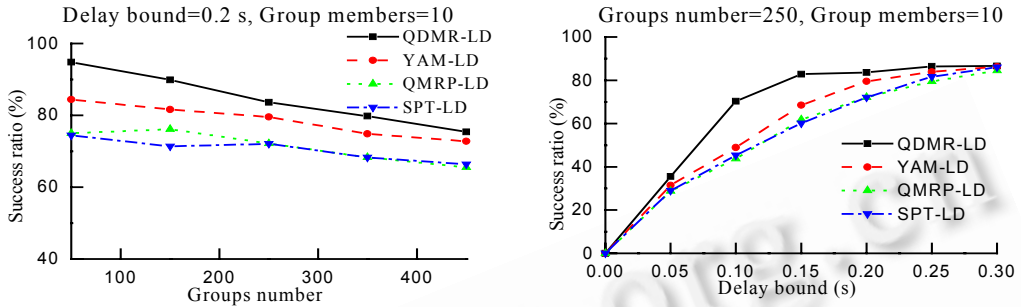 Delay bound=0.2 s, Group members=10
QDMR-LD
YAM-LD
QMRP-LD
SPT-LD
100
80
60
40
Success ratio (%)
100 200 300 400
Groups number
Groups number=250, Group members=10
100
80
60
40
20
0
Success ratio (%)
QDMR-LD
YAM-LD
QMRP-LD
SPT-LD
0.00 0.05 0.10 0.15 0.20 0.25 0.30
Delay bound (s)
org.cn